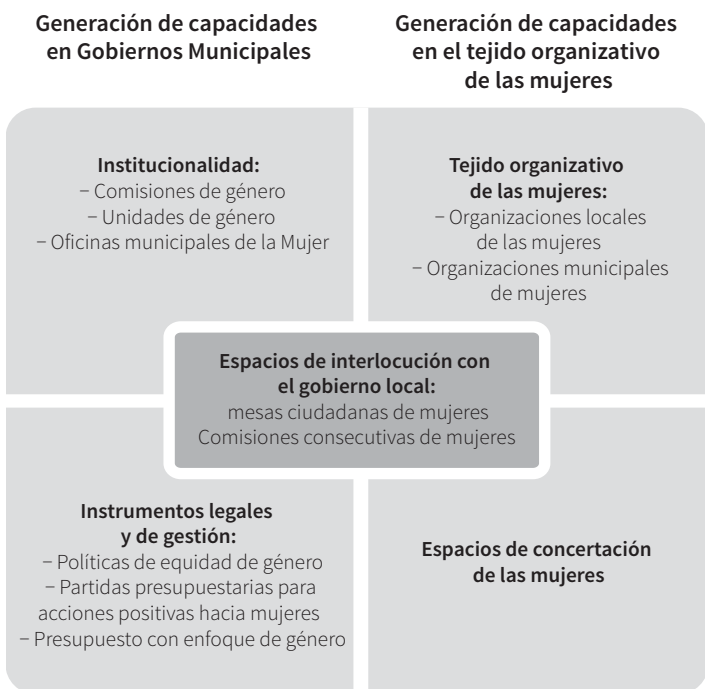 Generación de capacidades
en Gobiernos Municipales
Generación de capacidades
en el tejido organizativo
de las mujeres
Institucionalidad:
– Comisiones de género
– Unidades de género
– Oficinas municipales de la Mujer
Tejido organizativo
de las mujeres:
– Organizaciones locales
de las mujeres
– Organizaciones municipales
de mujeres
Espacios de interlocución con
el gobierno local:
mesas ciudadanas de mujeres
Comisiones consecutivas de mujeres
Instrumentos legales
y de gestión:
– Políticas de equidad de género
– Partidas presupuestarias para
acciones positivas hacia mujeres
– Presupuesto con enfoque de género
Espacios de concertación
de las mujeres